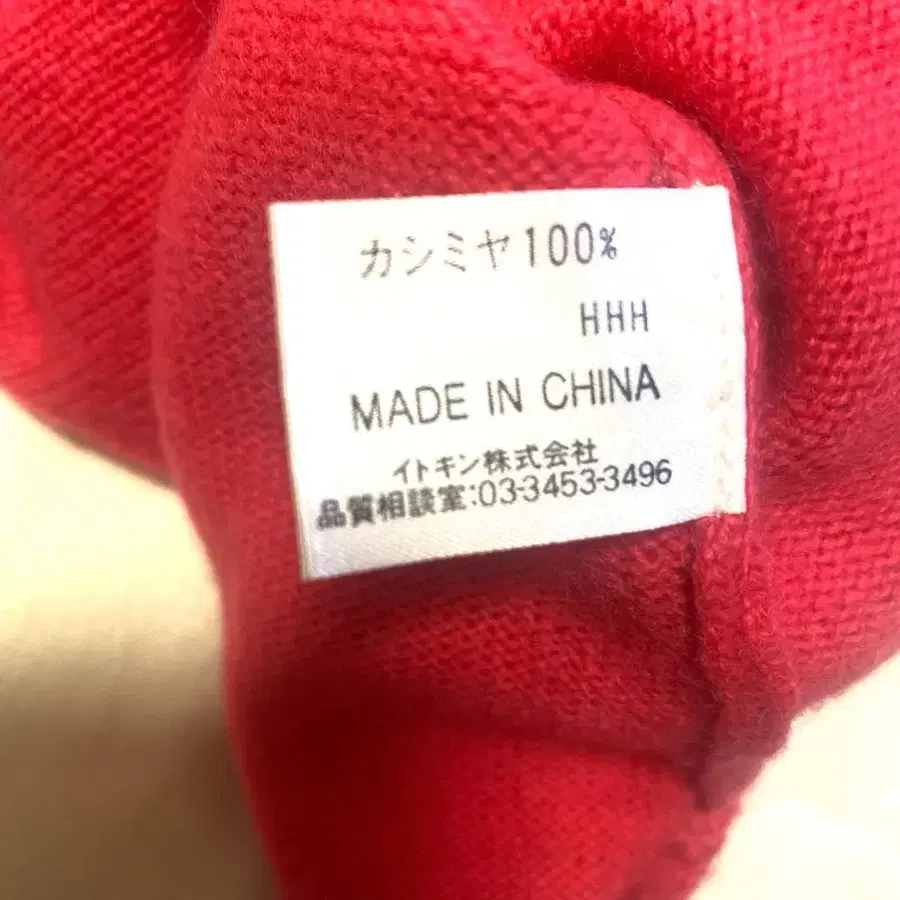 カシミヤ100%
HHH
MADE IN CHINA
イトキン株式会社
品質相談室:03-3453-3496